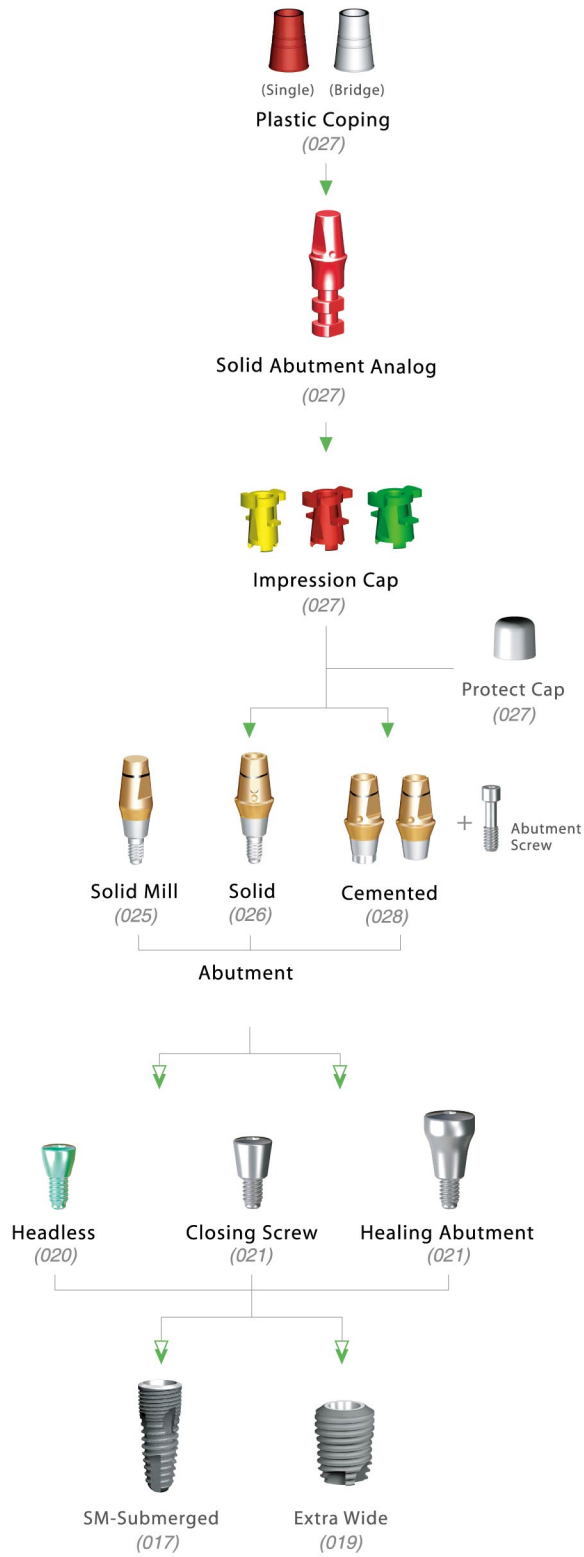 (Single) (Bridge)
Plastic Coping
(027)
Solid Abutment Analog
(027)
Impression Cap
(027)
Protect Cap
(027)
+ Abutment
Screw
Solid Mill Solid Cemented
(025) (026) (028)
Abutment
Headless Closing Screw Healing Abutment
(020) (021) (021)
SM-Submerged Extra Wide
(017) (019)